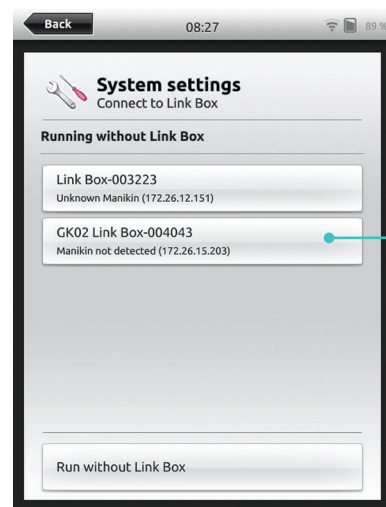 Back
08:27
89 %
System settings
Connect to Link Box
Running without Link Box
Link Box-003223
Unknown Manikin (172.26.12.151)
GK02 Link Box-004043
Manikin not detected (172.26.15.203)
Run without Link Box